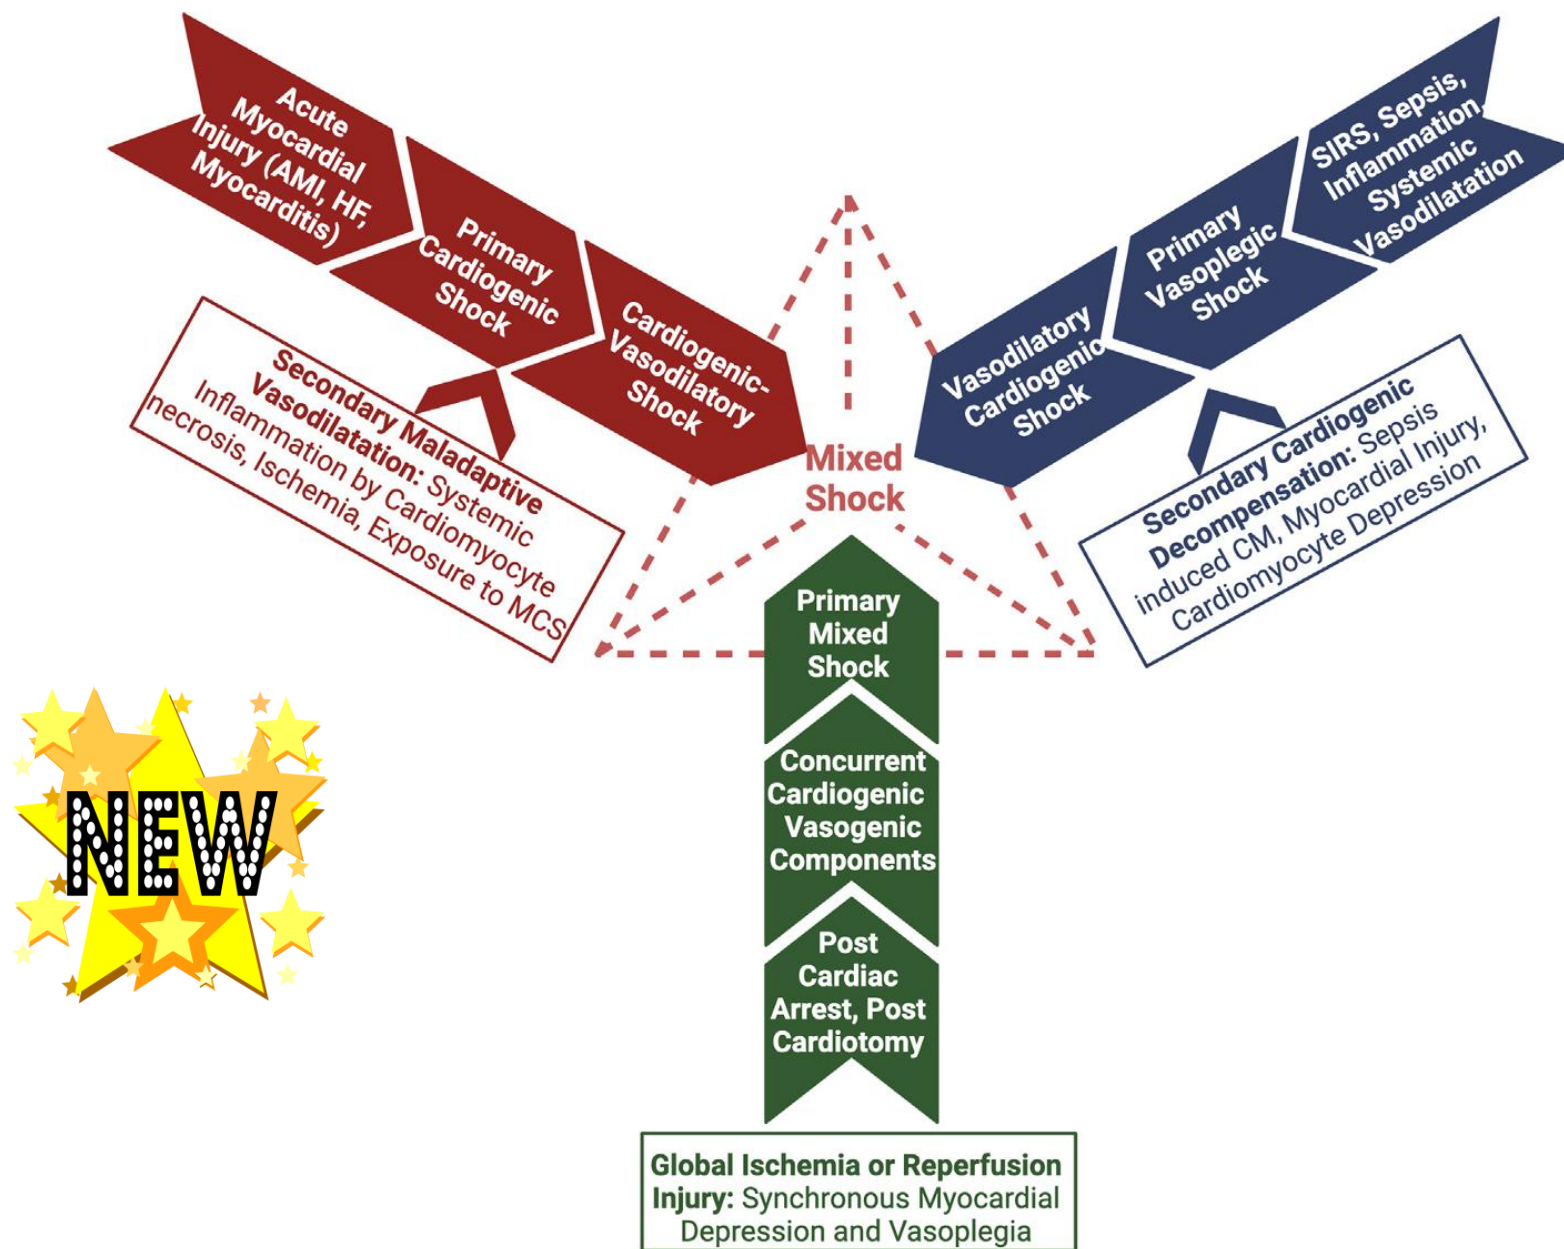 Acute
Myocardial
Injury (AMI, HF,
Myocarditis)
Primary
Cardiogenic
Shock
Cardiogenic-
Vasodilatory
Shock
Secondary Maladaptive
Vasodilatation: Systemic
Inflammation by Cardiomyocyte
necrosis, Ischemia, Exposure to MCS
SIRS, Sepsis,
Inflammation,
Systemic
Vasodilatation
Primary
Vasoplegic
Shock
Vasodilatory
Cardiogenic
Shock
Secondary Cardiogenic
Decompensation: Sepsis
induced CM, Myocardial Injury,
Cardiomyocyte Depression
Mixed
Shock
Primary
Mixed
Shock
Concurrent
Cardiogenic
Vasogenic
Components
Post
Cardiac
Arrest, Post
Cardiotomy
Global Ischemia or Reperfusion
Injury: Synchronous Myocardial
Depression and Vasoplegia
NEW